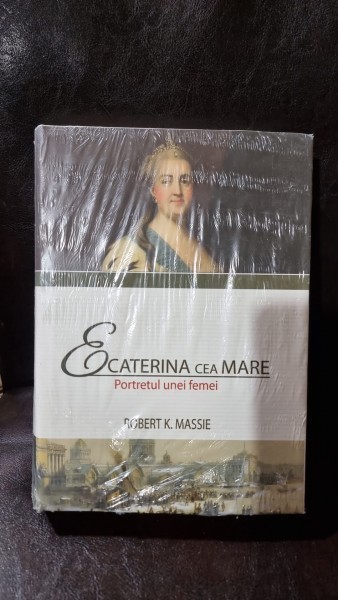 ECATERINA CEA MARE
Portretul unei femei
ROBERT K. MASSIE